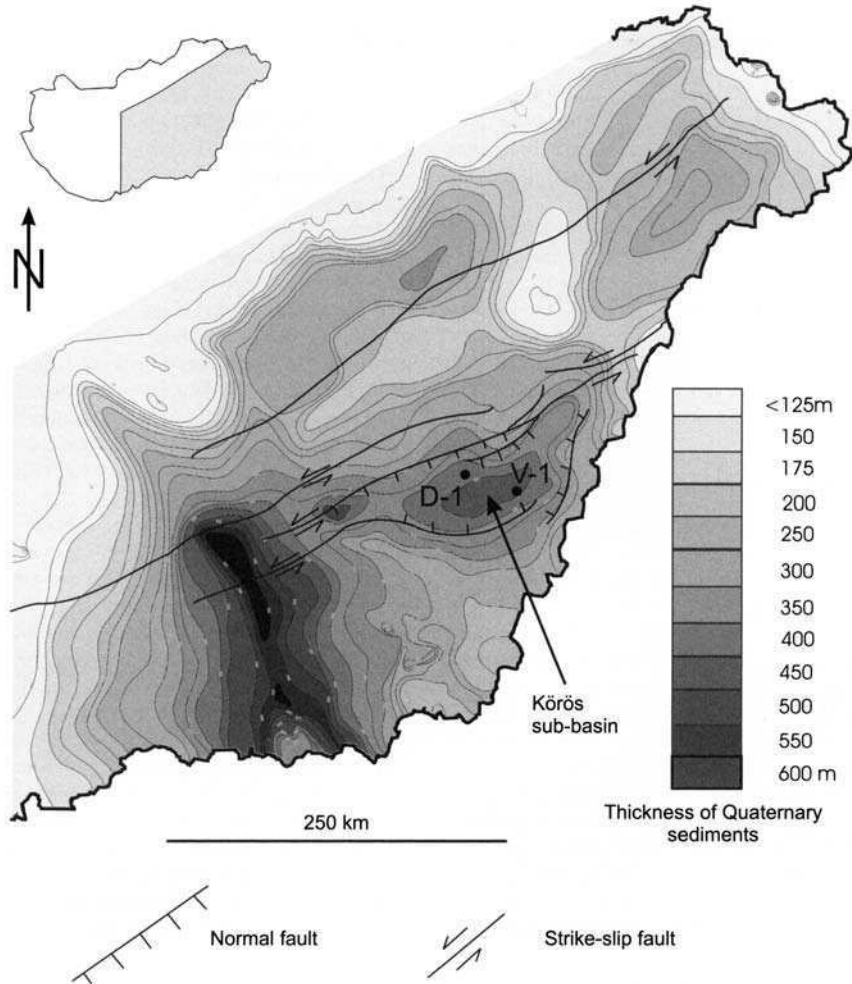 N
D-1
V-1
Körös
sub-basin
<125m
150
175
200
250
300
350
400
450
500
550
600 m
Thickness of Quaternary
sediments
250 km
Normal fault
Strike-slip fault